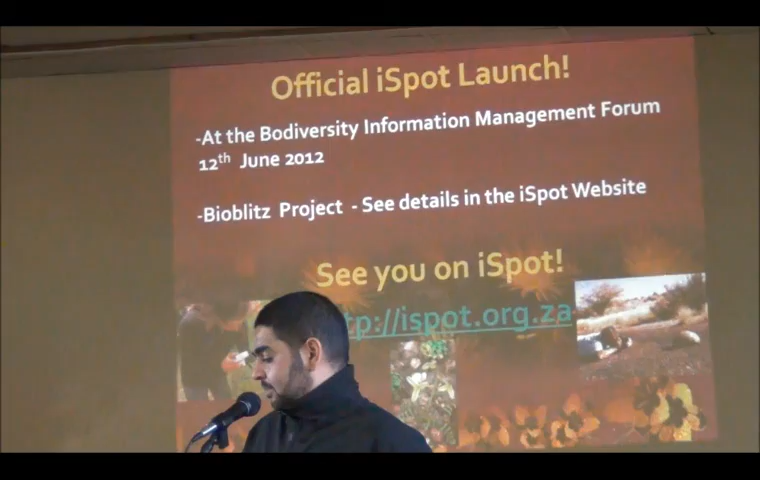 Official iSpot Launch!
-At the Bodiversity Information Management Forum
12th June 2012
-Bioblitz Project - See details in the iSpot Website
See you on iSpot!
tp://ispot.org.za